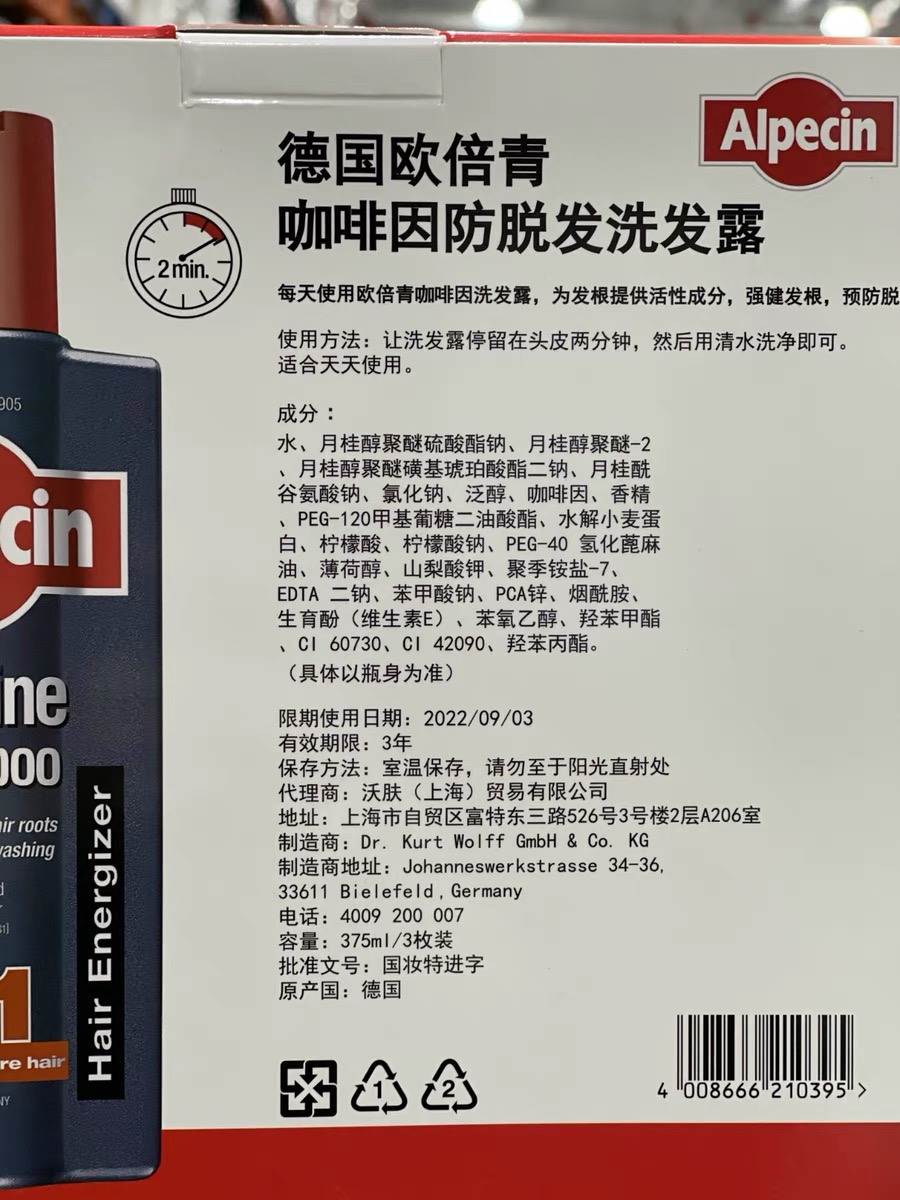 Alpecin
德国欧倍青
咖啡因防脱发洗发露
2 min.
每天使用欧倍青咖啡因洗发露，为发根提供活性成分，强健发根，预防脱
使用方法：让洗发露停留在头皮两分钟，然后用清水洗净即可。
适合天天使用。
成分：
水、月桂醇聚醚硫酸酯钠、月桂醇聚醚-2
、月桂醇聚醚磺基琥珀酸酯二钠、月桂酰
谷氨酸钠、氯化钠、泛醇、咖啡因、香精
、PEG-120甲基葡糖二油酸酯、水解小麦蛋
白、柠檬酸、柠檬酸钠、PEG-40 氢化蓖麻
油、薄荷醇、山梨酸钾、聚季铵盐-7、
EDTA 二钠、苯甲酸钠、PCA锌、烟酰胺、
生育酚（维生素E）、苯氧乙醇、羟苯甲酯
、CI 60730、CI 42090、羟苯丙酯。
（具体以瓶身为准）
限期使用日期：2022/09/03
有效期限：3年
保存方法：室温保存，请勿至于阳光直射处
代理商：沃肤（上海）贸易有限公司
地址：上海市自贸区富特东三路526号3号楼2层A206室
制造商：Dr. Kurt Wolff GmbH & Co. KG
制造商地址：Johanneswerkstrasse 34-36,
33611 Bielefeld, Germany
电话：4009 200 007
容量：375ml/3枚装
批准文号：国妆特进字
原产国：德国
1
2
4 008666 210395 >
905
cin
ine
000
air roots
washing
1
re hair
NY
Hair Energizer